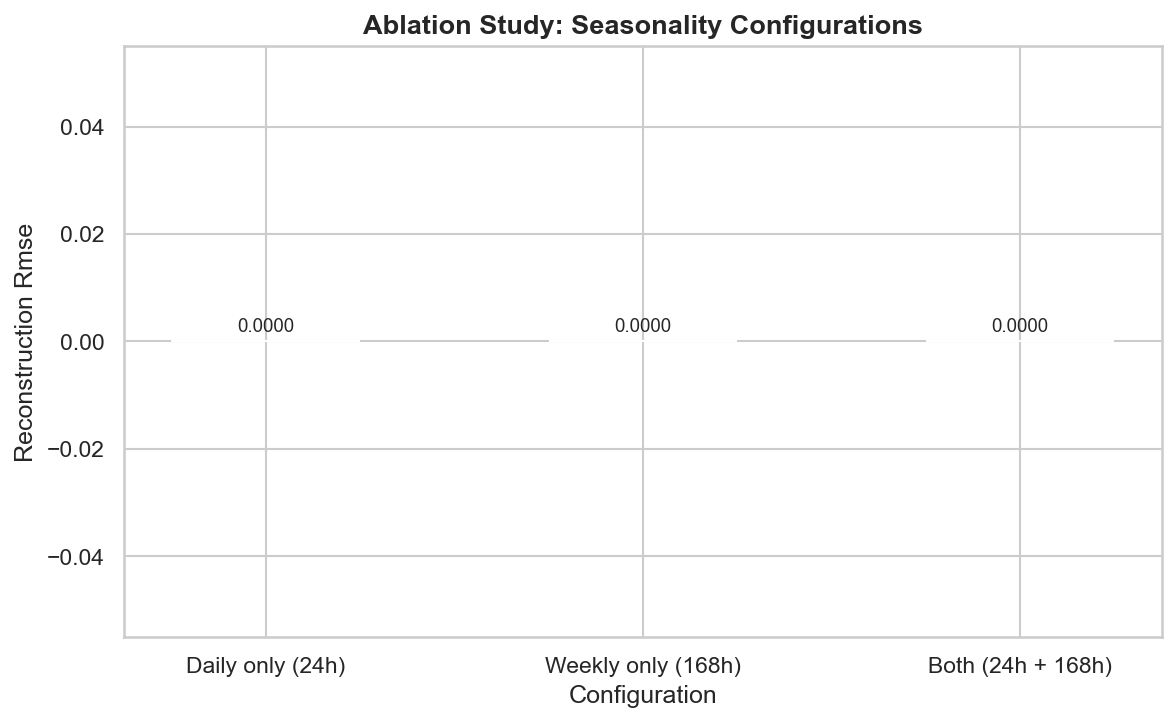 Ablation Study: Seasonality Configurations
0.04
0.02
0.00
−0.02
−0.04
Reconstruction Rmse
0.0000 0.0000 0.0000
Daily only (24h) Weekly only (168h) Both (24h + 168h)
Configuration